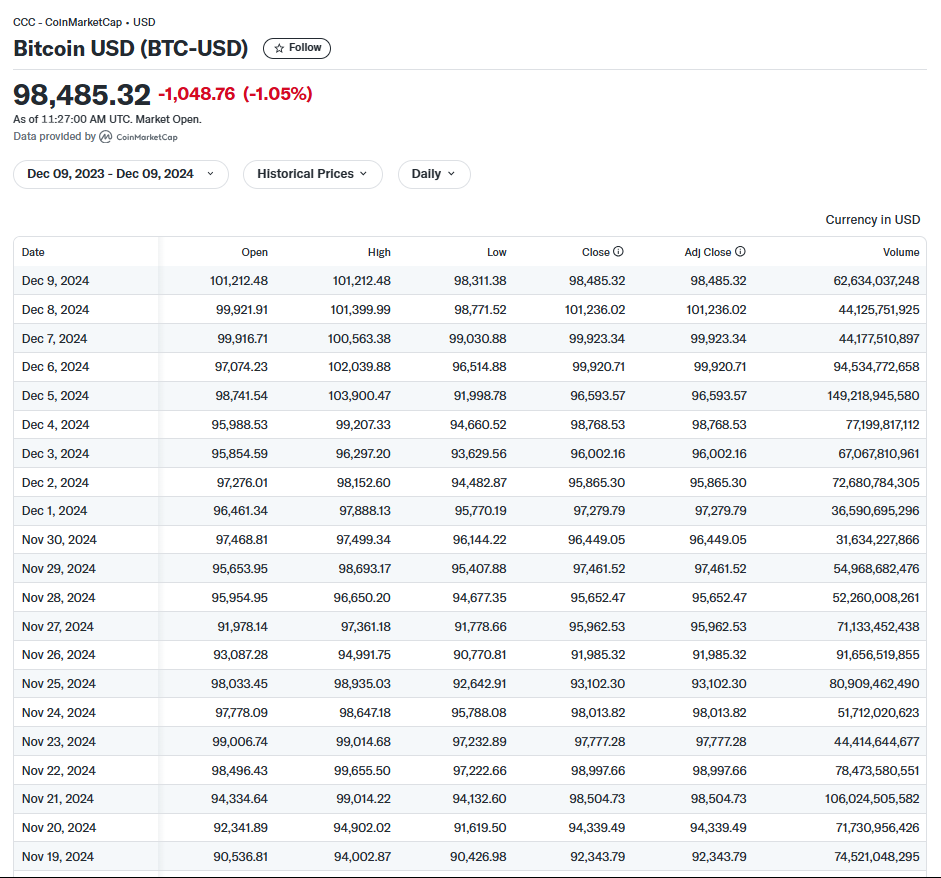 CCC - CoinMarketCap • USD
Bitcoin USD (BTC-USD) Follow
98,485.32 -1,048.76 (-1.05%)
As of 11:27:00 AM UTC. Market Open.
Data provided by CoinMarketCap
Dec 09, 2023 - Dec 09, 2024 Historical Prices Daily
Currency in USD
Date Open High Low Close Adj Close Volume
Dec 9, 2024 101,212.48 101,212.48 98,311.38 98,485.32 98,485.32 62,634,037,248
Dec 8, 2024 99,921.91 101,399.99 98,771.52 101,236.02 101,236.02 44,125,751,925
Dec 7, 2024 99,916.71 100,563.38 99,030.88 99,923.34 99,923.34 44,177,510,897
Dec 6, 2024 97,074.23 102,039.88 96,514.88 99,920.71 99,920.71 94,534,772,658
Dec 5, 2024 98,741.54 103,900.47 91,998.78 96,593.57 96,593.57 149,218,945,580
Dec 4, 2024 95,988.53 99,207.33 94,660.52 98,768.53 98,768.53 77,199,817,112
Dec 3, 2024 95,854.59 96,297.20 93,629.56 96,002.16 96,002.16 67,067,810,961
Dec 2, 2024 97,276.01 98,152.60 94,482.87 95,865.30 95,865.30 72,680,784,305
Dec 1, 2024 96,461.34 97,888.13 95,770.19 97,279.79 97,279.79 36,590,695,296
Nov 30, 2024 97,468.81 97,499.34 96,144.22 96,449.05 96,449.05 31,634,227,866
Nov 29, 2024 95,653.95 98,693.17 95,407.88 97,461.52 97,461.52 54,968,682,476
Nov 28, 2024 95,954.95 96,650.20 94,677.35 95,652.47 95,652.47 52,260,008,261
Nov 27, 2024 91,978.14 97,361.18 91,778.66 95,962.53 95,962.53 71,133,452,438
Nov 26, 2024 93,087.28 94,991.75 90,770.81 91,985.32 91,985.32 91,656,519,855
Nov 25, 2024 98,033.45 98,935.03 92,642.91 93,102.30 93,102.30 80,909,462,490
Nov 24, 2024 97,778.09 98,647.18 95,788.08 98,013.82 98,013.82 51,712,020,623
Nov 23, 2024 99,006.74 99,014.68 97,232.89 97,777.28 97,777.28 44,414,644,677
Nov 22, 2024 98,496.43 99,655.50 97,222.66 98,997.66 98,997.66 78,473,580,551
Nov 21, 2024 94,334.64 99,014.22 94,132.60 98,504.73 98,504.73 106,024,505,582
Nov 20, 2024 92,341.89 94,902.02 91,619.50 94,339.49 94,339.49 71,730,956,426
Nov 19, 2024 90,536.81 94,002.87 90,426.98 92,343.79 92,343.79 74,521,048,295